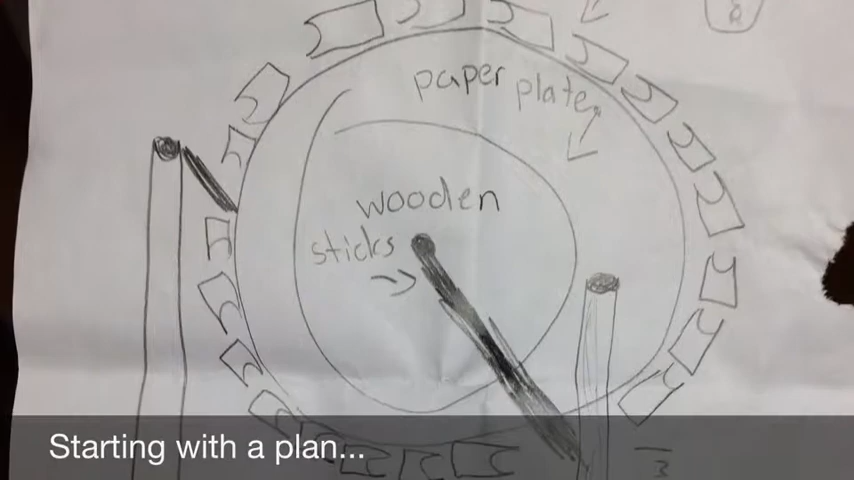 paper plate
wooden
sticks
Starting with a plan...